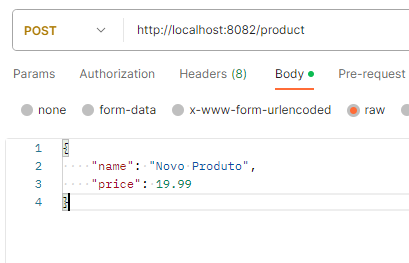 POST http://localhost:8082/product
Params Authorization Headers (8) Body Pre-request
none form-data x-www-form-urlencoded raw
1 {
2 "name": "Novo Produto",
3 "price": 19.99
4 }